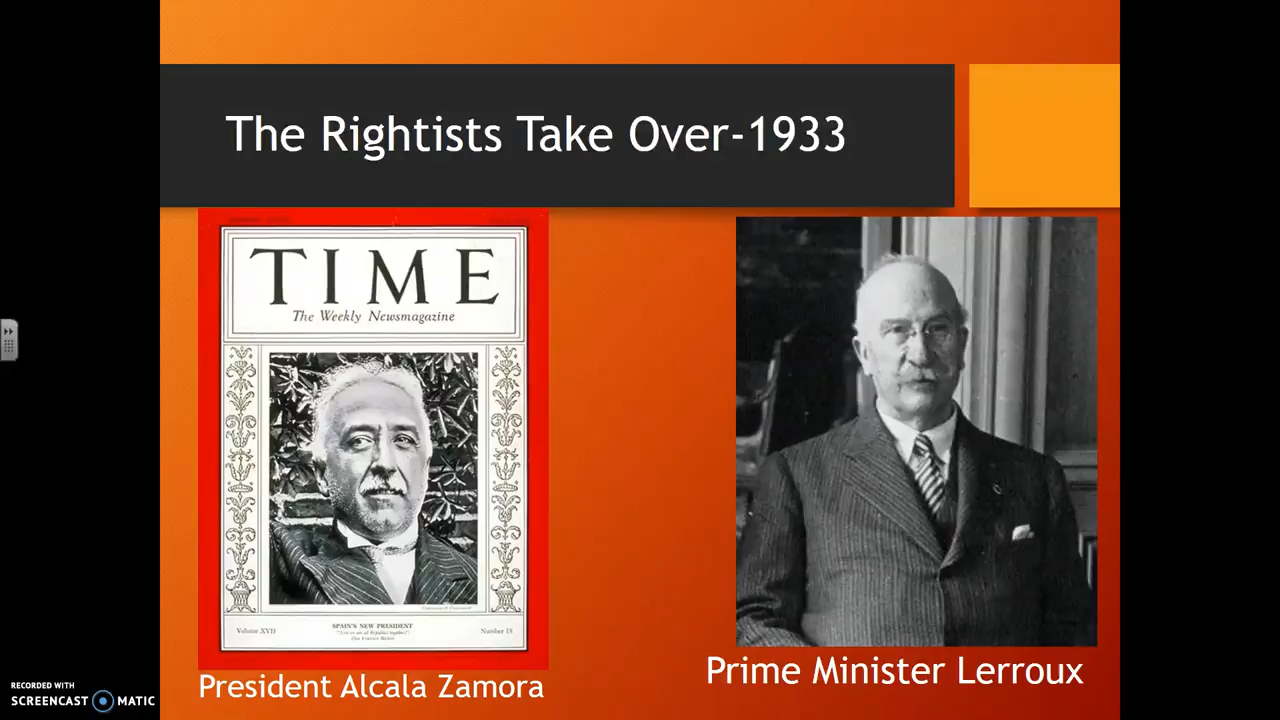 The Rightists Take Over-1933
TIME
The Weekly Newsmagazine
Volume XVII
SPAIN'S NEW PRESIDENT
Number 18
President Alcala Zamora
Prime Minister Lerroux
RECORDED WITH
SCREENCAST MATIC